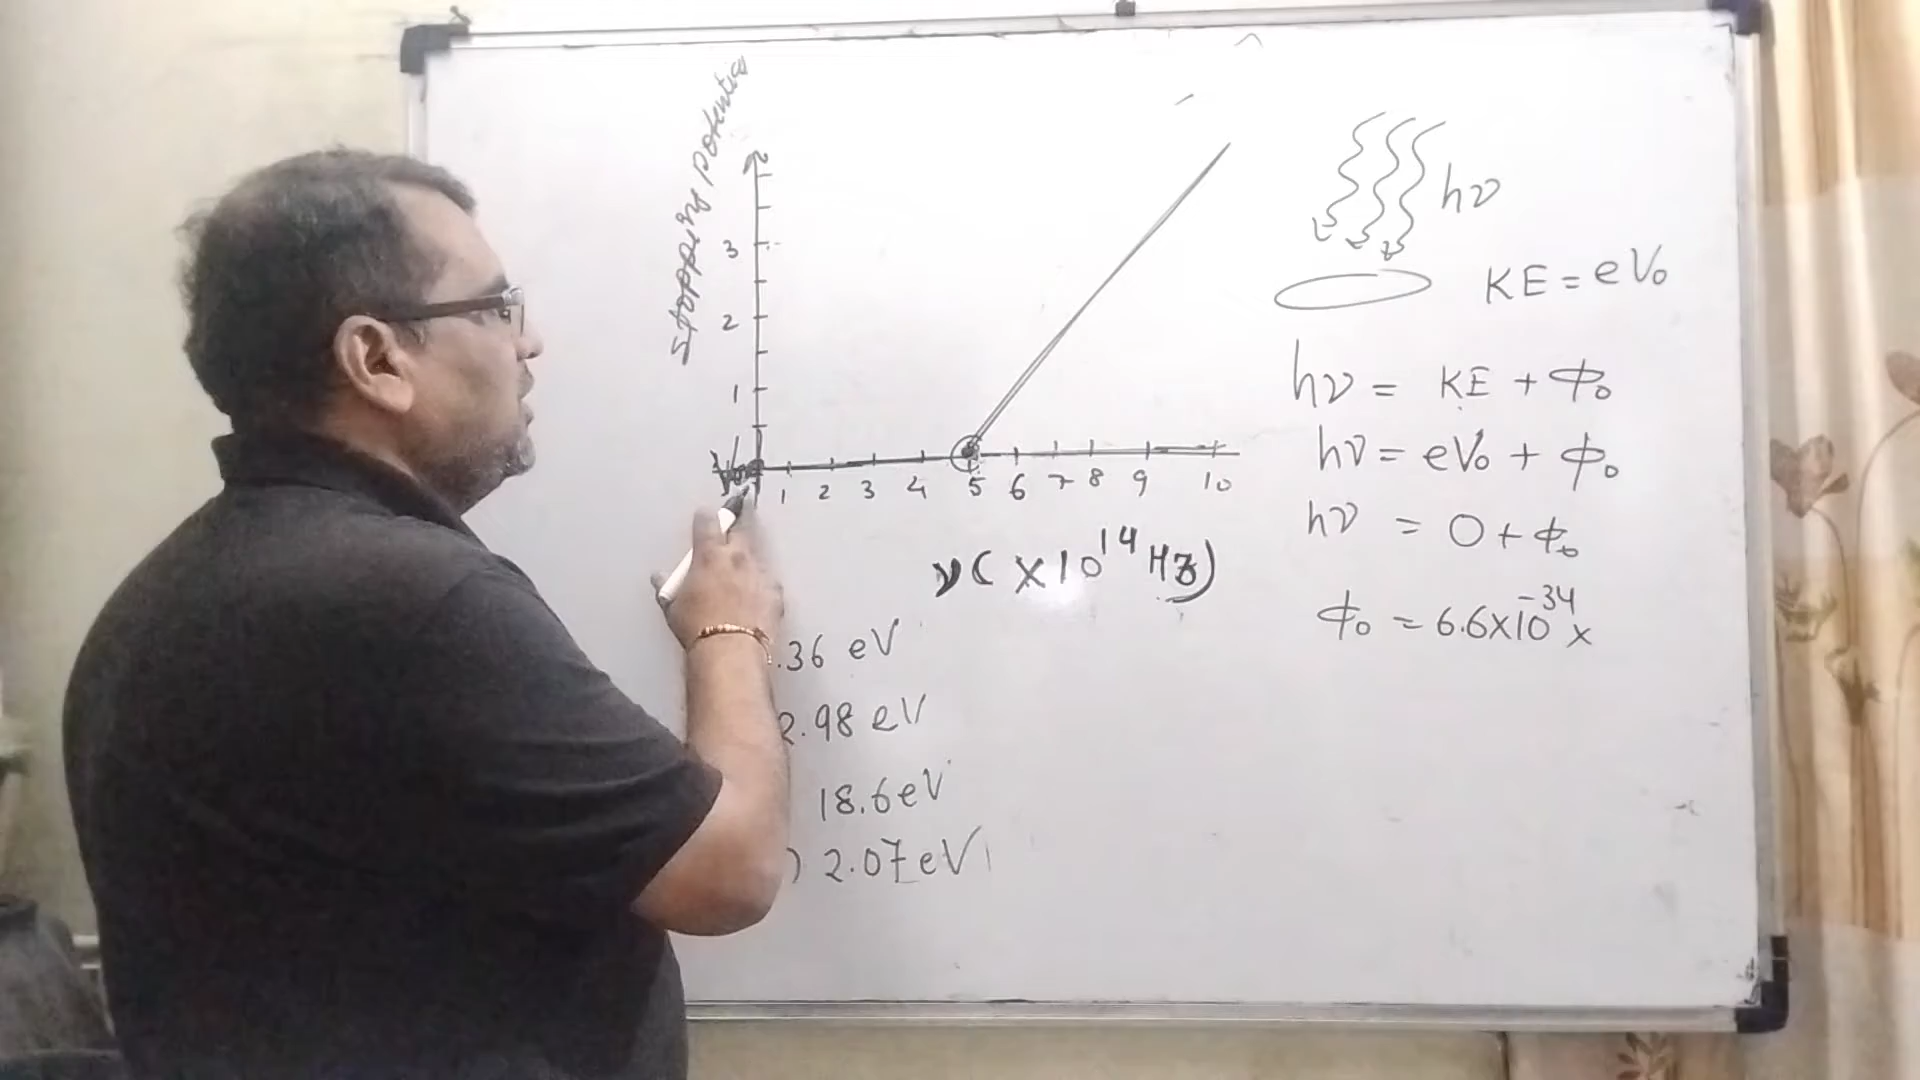 stopping potential
3
2
1
1 2 3 4 5 6 7 8 9 10
ν( ×10¹⁴ Hz)
.36 eV
2.98 eV
18.6 eV
) 2.07 eV
hν
KE = eV₀
hν = KE + Φ₀
hν = eV₀ + Φ₀
hν = 0 + Φ₀
Φ₀ = 6.6×10⁻³⁴ ×